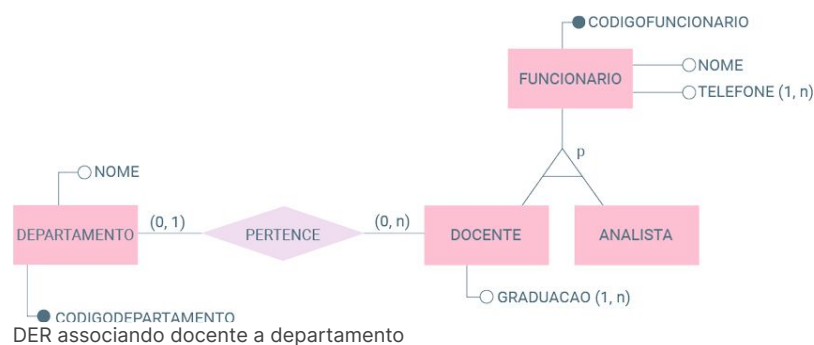 CODIGOFUNCIONARIO
FUNCIONARIO
NOME
TELEFONE (1, n)
p
NOME
DEPARTAMENTO
(0, 1)
PERTENCE
(0, n)
DOCENTE
ANALISTA
GRADUACAO (1, n)
CODIGODEPARTAMENTO
DER associando docente a departamento